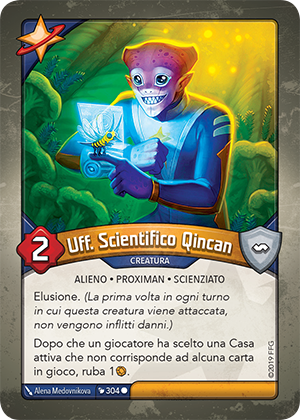 Uff. Scientifico Qincan
CREATURA
2
ALIENO • PROXIMAN • SCIENZIATO
Elusione. (La prima volta in ogni turno
in cui questa creatura viene attaccata,
non vengono inflitti danni.)
Dopo che un giocatore ha scelto una Casa
attiva che non corrisponde ad alcuna carta
in gioco, ruba 1
©2019 FFG
Alena Medovnikova
304